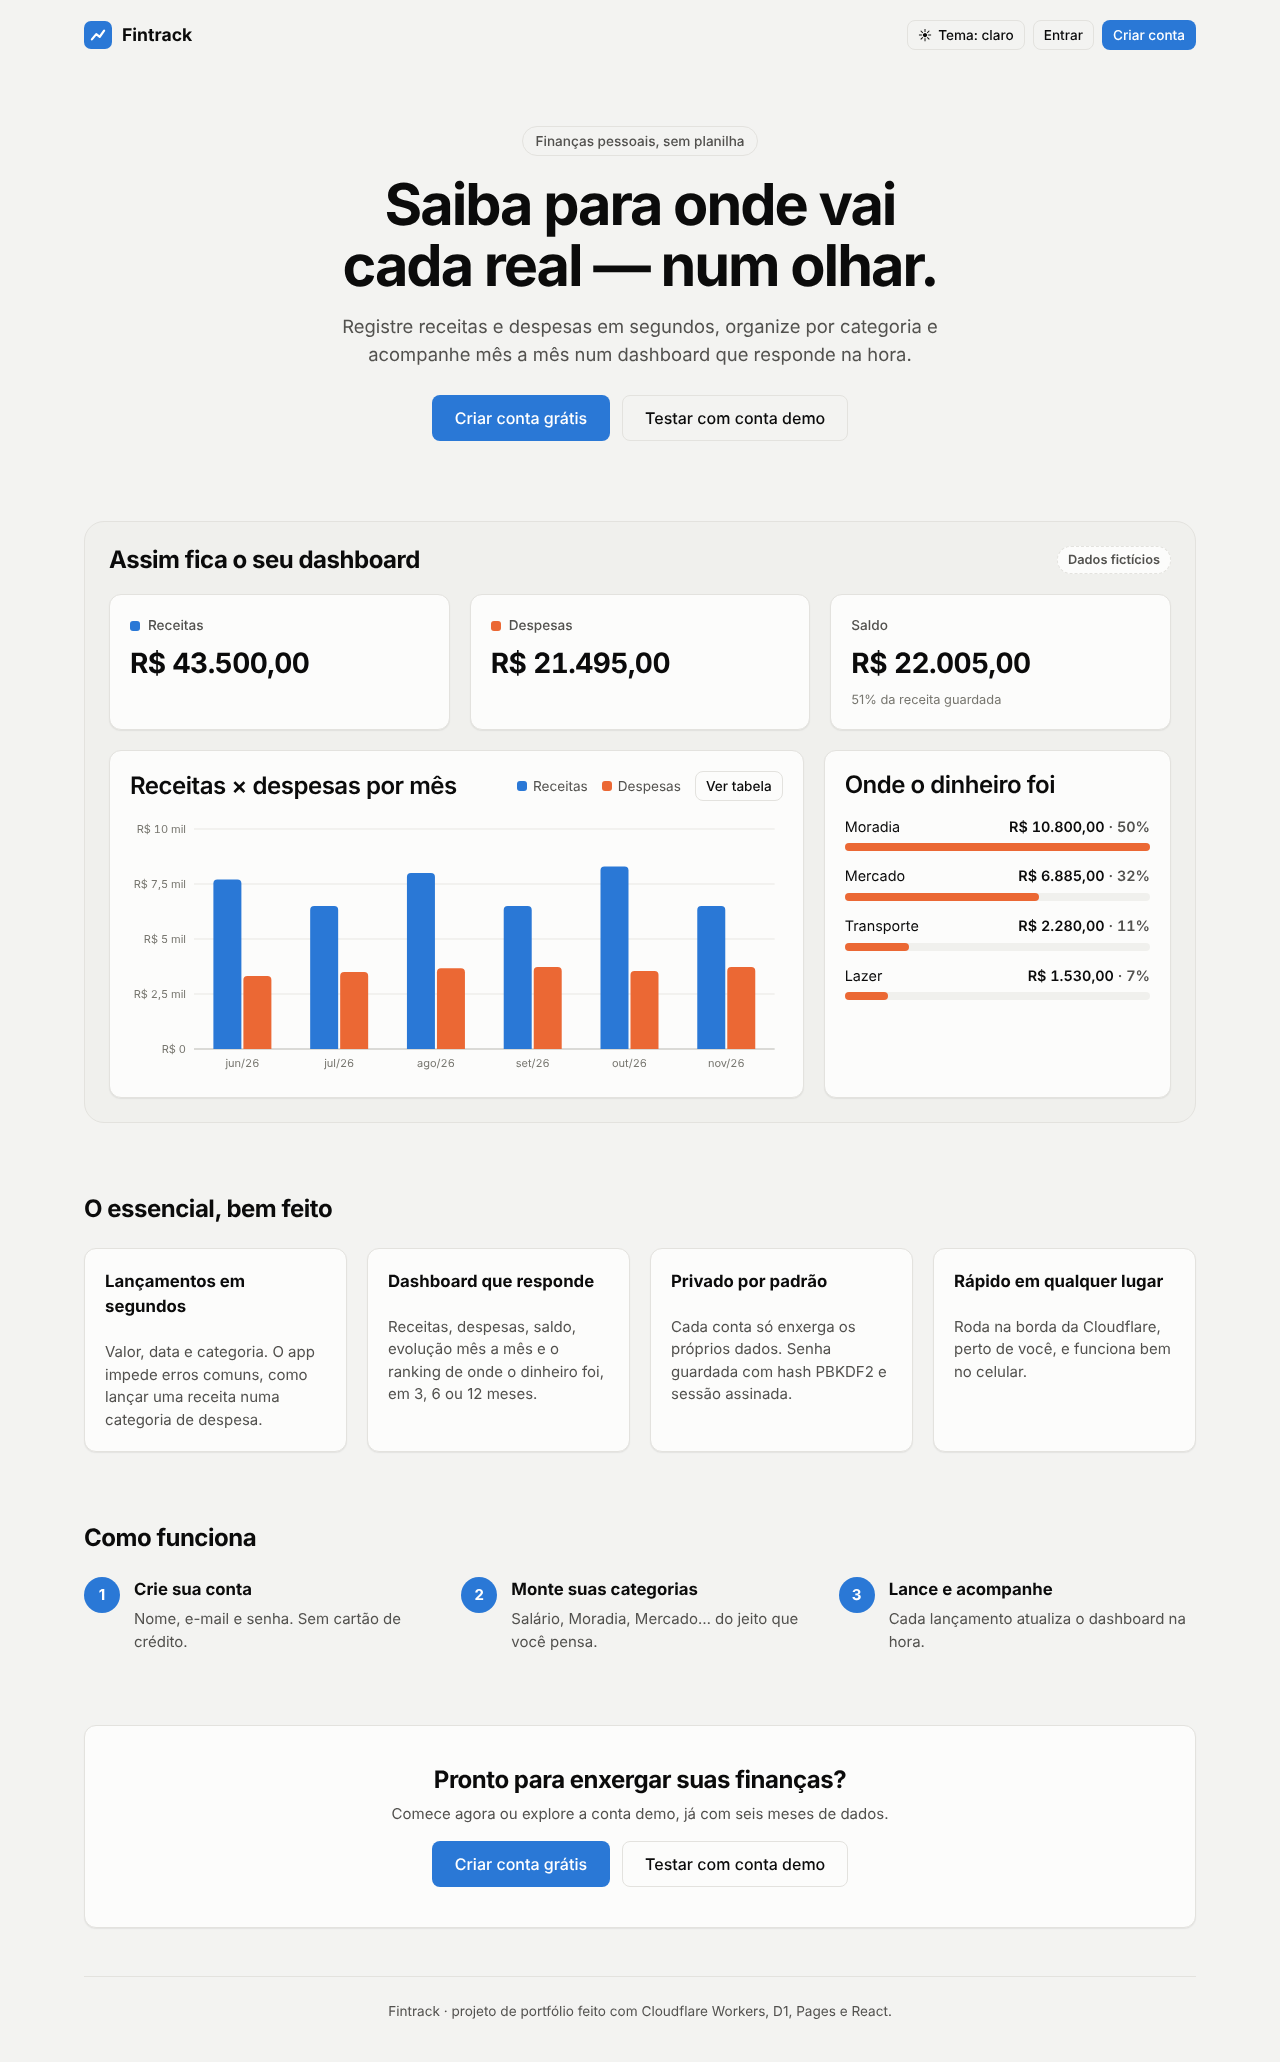 Fintrack
Tema: claro
Entrar
Criar conta
Finanças pessoais, sem planilha
Saiba para onde vai
cada real — num olhar.
Registre receitas e despesas em segundos, organize por categoria e
acompanhe mês a mês num dashboard que responde na hora.
Criar conta grátis
Testar com conta demo
Assim fica o seu dashboard
Dados fictícios
Receitas
R$ 43.500,00
Despesas
R$ 21.495,00
Saldo
R$ 22.005,00
51% da receita guardada
Receitas × despesas por mês
Receitas
Despesas
Ver tabela
R$ 10 mil
R$ 7,5 mil
R$ 5 mil
R$ 2,5 mil
R$ 0
jun/26
jul/26
ago/26
set/26
out/26
nov/26
Onde o dinheiro foi
Moradia
R$ 10.800,00 · 50%
Mercado
R$ 6.885,00 · 32%
Transporte
R$ 2.280,00 · 11%
Lazer
R$ 1.530,00 · 7%
O essencial, bem feito
Lançamentos em
segundos
Valor, data e categoria. O app
impede erros comuns, como
lançar uma receita numa
categoria de despesa.
Dashboard que responde
Receitas, despesas, saldo,
evolução mês a mês e o
ranking de onde o dinheiro foi,
em 3, 6 ou 12 meses.
Privado por padrão
Cada conta só enxerga os
próprios dados. Senha
guardada com hash PBKDF2 e
sessão assinada.
Rápido em qualquer lugar
Roda na borda da Cloudflare,
perto de você, e funciona bem
no celular.
Como funciona
1
Crie sua conta
Nome, e-mail e senha. Sem cartão de
crédito.
2
Monte suas categorias
Salário, Moradia, Mercado… do jeito que
você pensa.
3
Lance e acompanhe
Cada lançamento atualiza o dashboard na
hora.
Pronto para enxergar suas finanças?
Comece agora ou explore a conta demo, já com seis meses de dados.
Criar conta grátis
Testar com conta demo
Fintrack · projeto de portfólio feito com Cloudflare Workers, D1, Pages e React.